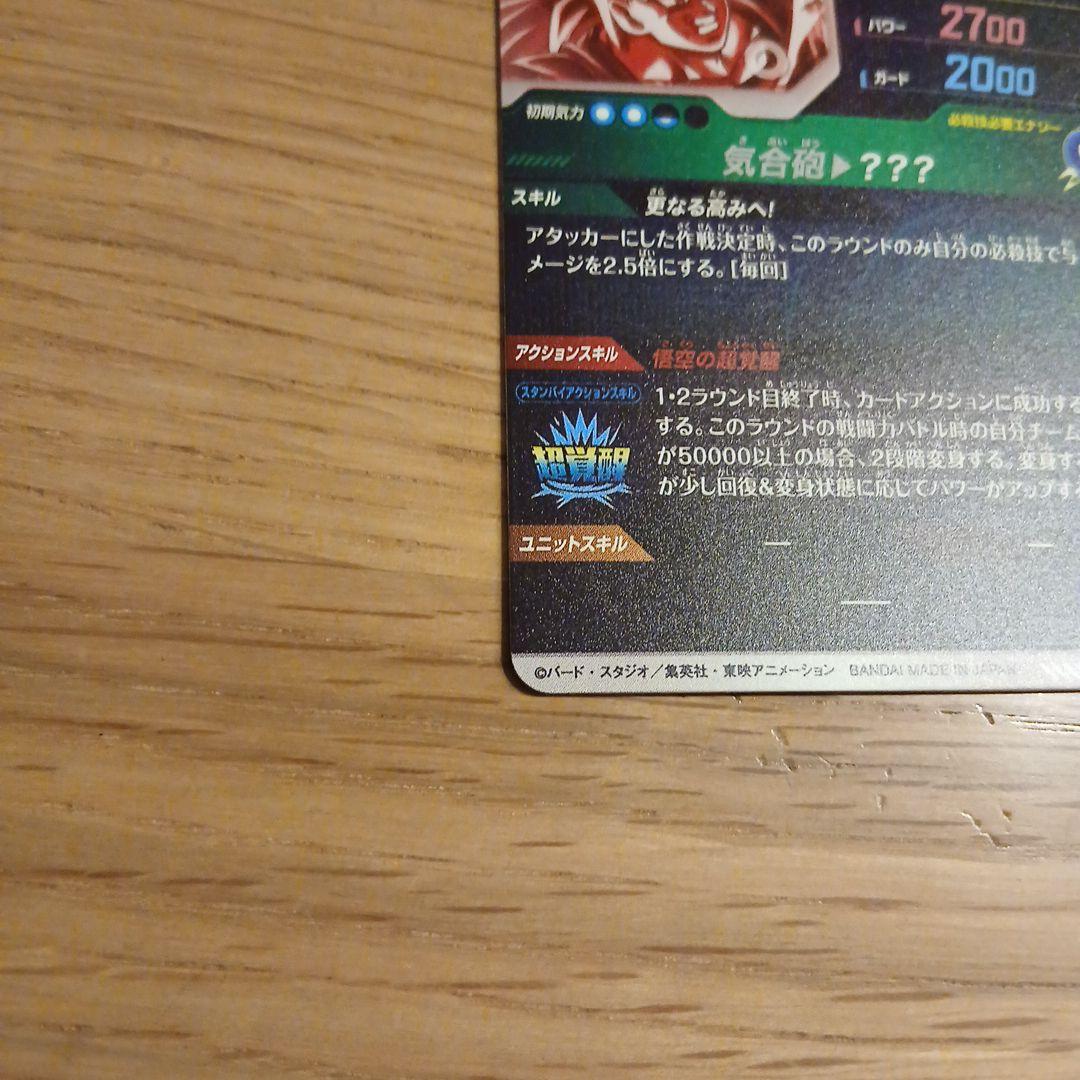 パワー 2700
ガード 2000
初期気力
必殺技必要エナジー
気合砲▶???
スキル 更なる高みへ!
アタッカーにした作戦決定時、このラウンドのみ自分の必殺技で与
メージを2.5倍にする。[毎回]
アクションスキル 悟空の超覚醒
スタンバイアクションスキル
超覚醒
1・2ラウンド目終了時、カードアクションに成功する
する。このラウンドの戦闘力バトル時の自分チーム
が50000以上の場合、2段階変身する。変身す
が少し回復&変身状態に応じてパワーがアップする
ユニットスキル — —
—
©バード・スタジオ/集英社・東映アニメーション BANDAI MADE IN JAPAN